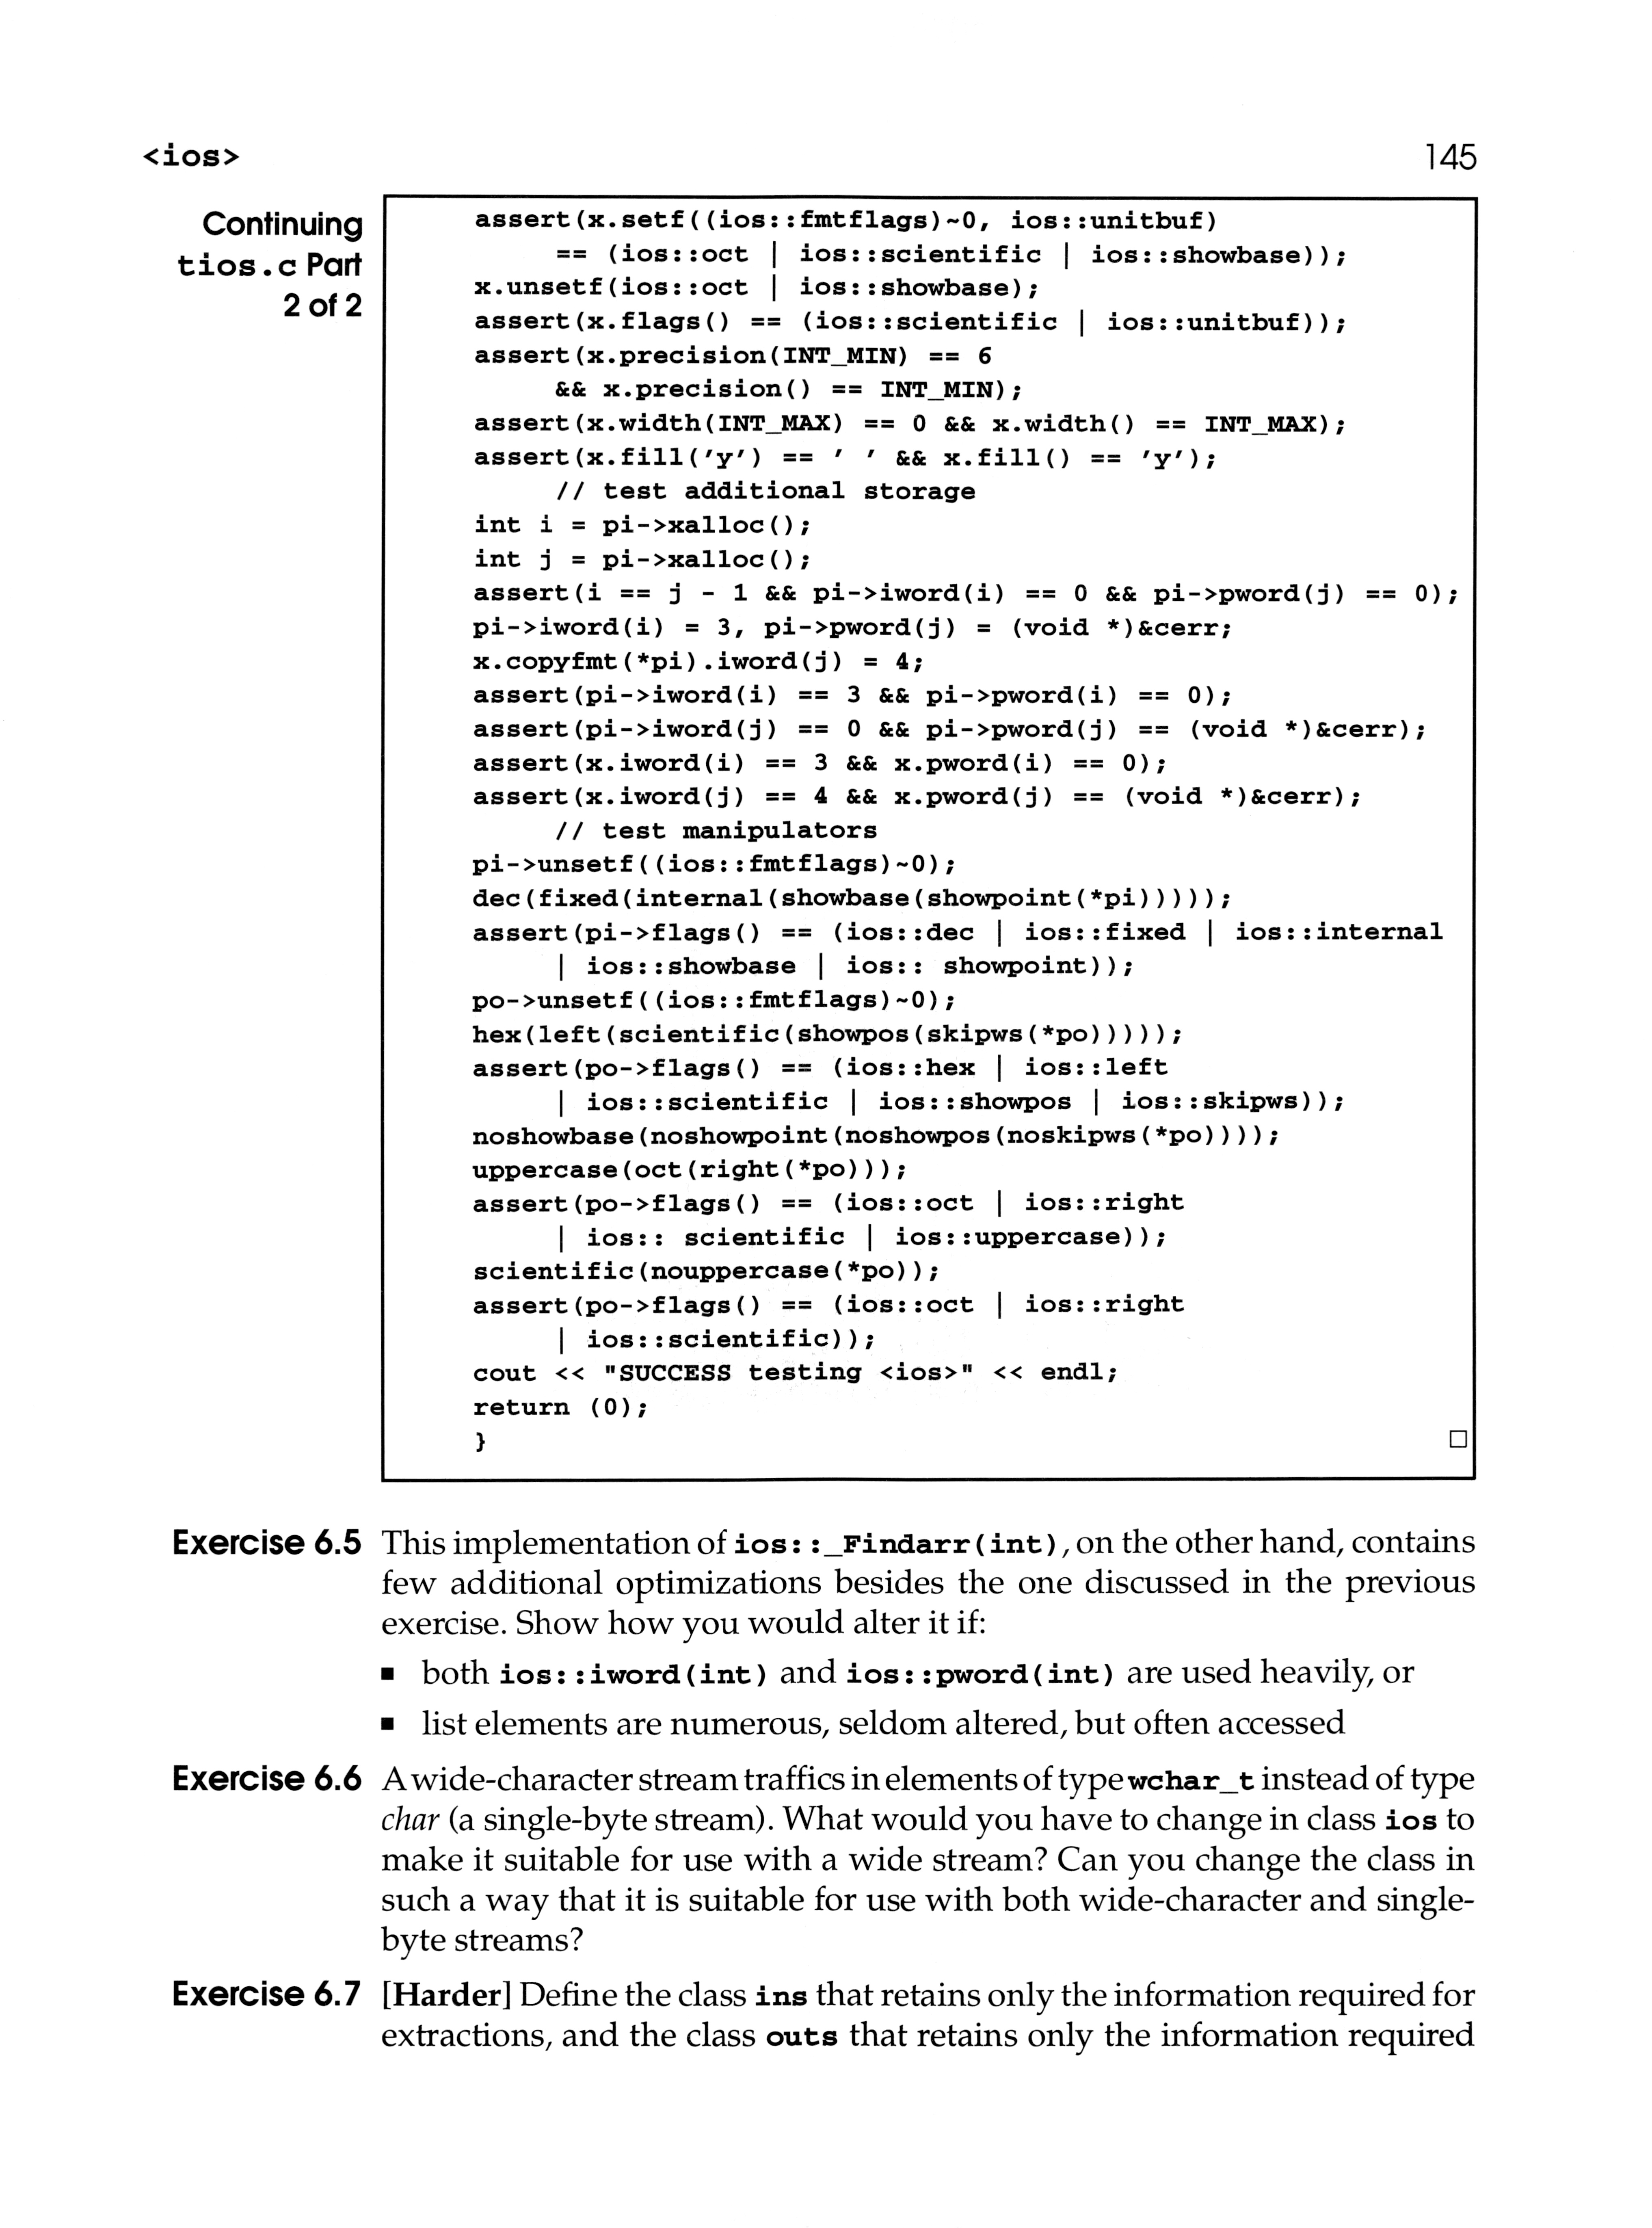 <ios>
145
Continuing
tios.c Part
2 of 2
assert(x.setf((ios::fmtflags)~0, ios::unitbuf)
== (ios::oct | ios::scientific | ios::showbase));
x.unsetf(ios::oct | ios::showbase);
assert(x.flags() == (ios::scientific | ios::unitbuf));
assert(x.precision(INT_MIN) == 6
&& x.precision() == INT_MIN);
assert(x.width(INT_MAX) == 0 && x.width() == INT_MAX);
assert(x.fill('y') == ' ' && x.fill() == 'y');
// test additional storage
int i = pi->xalloc();
int j = pi->xalloc();
assert(i == j - 1 && pi->iword(i) == 0 && pi->pword(j) == 0);
pi->iword(i) = 3, pi->pword(j) = (void *)&cerr;
x.copyfmt(*pi).iword(j) = 4;
assert(pi->iword(i) == 3 && pi->pword(i) == 0);
assert(pi->iword(j) == 0 && pi->pword(j) == (void *)&cerr);
assert(x.iword(i) == 3 && x.pword(i) == 0);
assert(x.iword(j) == 4 && x.pword(j) == (void *)&cerr);
// test manipulators
pi->unsetf((ios::fmtflags)~0);
dec(fixed(internal(showbase(showpoint(*pi)))));
assert(pi->flags() == (ios::dec | ios::fixed | ios::internal
| ios::showbase | ios:: showpoint));
po->unsetf((ios::fmtflags)~0);
hex(left(scientific(showpos(skipws(*po)))));
assert(po->flags() == (ios::hex | ios::left
| ios::scientific | ios::showpos | ios::skipws));
noshowbase(noshowpoint(noshowpos(noskipws(*po))));
uppercase(oct(right(*po)));
assert(po->flags() == (ios::oct | ios::right
| ios:: scientific | ios::uppercase));
scientific(nouppercase(*po));
assert(po->flags() == (ios::oct | ios::right
| ios::scientific));
cout << "SUCCESS testing <ios>" << endl;
return (0);
}
□
Exercise 6.5 This implementation of ios::_Findarr(int), on the other hand, contains
few additional optimizations besides the one discussed in the previous
exercise. Show how you would alter it if:
■ both ios::iword(int) and ios::pword(int) are used heavily, or
■ list elements are numerous, seldom altered, but often accessed
Exercise 6.6 A wide-character stream traffics in elements of type wchar_t instead of type
char (a single-byte stream). What would you have to change in class ios to
make it suitable for use with a wide stream? Can you change the class in
such a way that it is suitable for use with both wide-character and single-
byte streams?
Exercise 6.7 [Harder] Define the class ins that retains only the information required for
extractions, and the class outs that retains only the information required